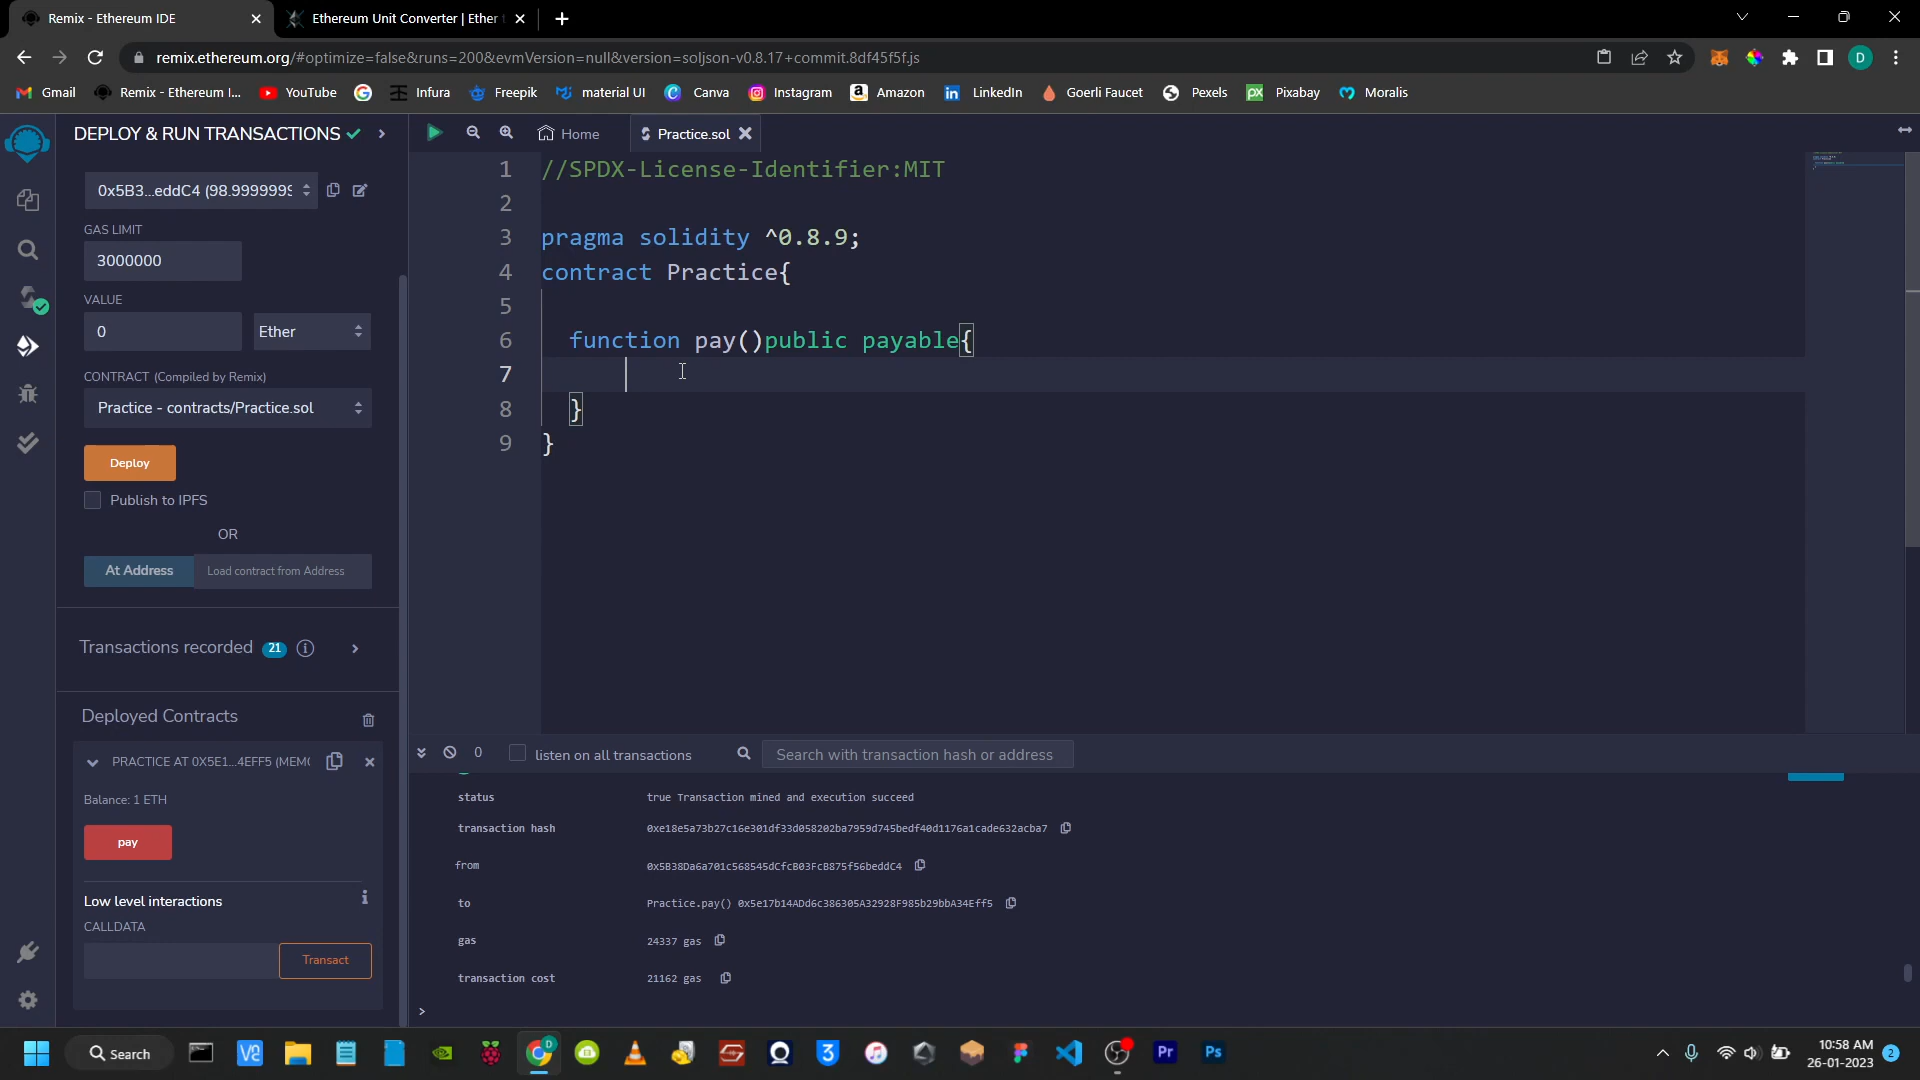 Remix - Ethereum IDE
Ethereum Unit Converter | Ether
remix.ethereum.org/#optimize=false&runs=200&evmVersion=null&version=soljson-v0.8.17+commit.8df45f5f.js
D
Gmail
Remix - Ethereum I...
YouTube
Infura
Freepik
material UI
Canva
Instagram
Amazon
LinkedIn
Goerli Faucet
Pexels
Pixabay
Moralis
DEPLOY & RUN TRANSACTIONS
0x5B3...eddC4 (98.9999999
GAS LIMIT
3000000
VALUE
0
Ether
CONTRACT (Compiled by Remix)
Practice - contracts/Practice.sol
Deploy
Publish to IPFS
OR
At Address
Load contract from Address
Transactions recorded 21
Deployed Contracts
PRACTICE AT 0X5E1...4EFF5 (MEMO
Balance: 1 ETH
pay
Low level interactions
CALLDATA
Transact
Home
Practice.sol
1 //SPDX-License-Identifier:MIT
2
3 pragma solidity ^0.8.9;
4 contract Practice{
5
6 function pay()public payable{
7
8 }
9 }
0
listen on all transactions
Search with transaction hash or address
status true Transaction mined and execution succeed
transaction hash 0xe18e5a73b27c16e301df33d058202ba7959d745bedf40d1176a1cade632acba7
from 0x5B38Da6a701c568545dCfcB03FcB875f56beddC4
to Practice.pay() 0x5e17b14ADd6c386305A32928F985b29bbA34Eff5
gas 24337 gas
transaction cost 21162 gas
>
Search
Pr
Ps
10:58 AM
26-01-2023
2